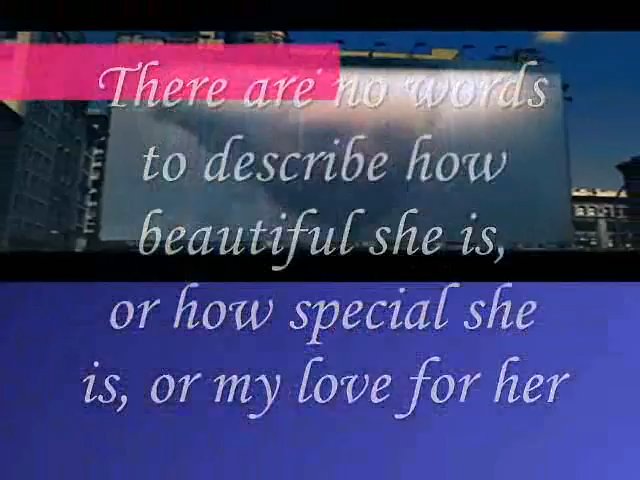 There are no words
to describe how
beautiful she is,
or how special she
is, or my love for her